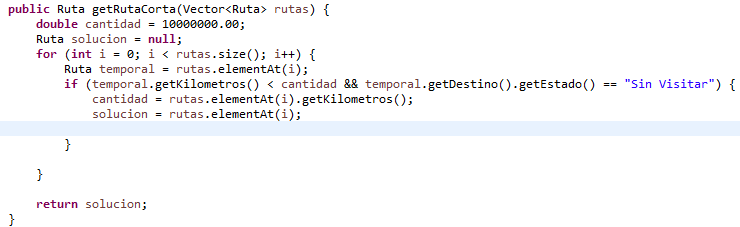 public Ruta getRutaCorta(Vector<Ruta> rutas) {
    double cantidad = 10000000.00;
    Ruta solucion = null;
    for (int i = 0; i < rutas.size(); i++) {
        Ruta temporal = rutas.elementAt(i);
        if (temporal.getKilometros() < cantidad && temporal.getDestino().getEstado() == "Sin Visitar") {
            cantidad = rutas.elementAt(i).getKilometros();
            solucion = rutas.elementAt(i);
        }
    }
    return solucion;
}